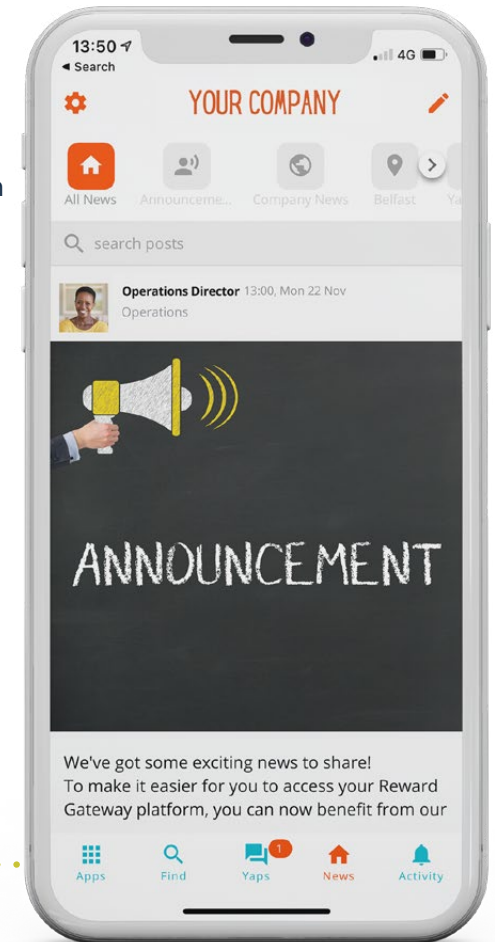 13:50
4G
◀ Search
YOUR COMPANY
All News
Announceme...
Company News
Belfast
Ya
search posts
Operations Director 13:00, Mon 22 Nov
Operations
ANNOUNCEMENT
We've got some exciting news to share!
To make it easier for you to access your Reward
Gateway platform, you can now benefit from our
1
Apps
Find
Yaps
News
Activity